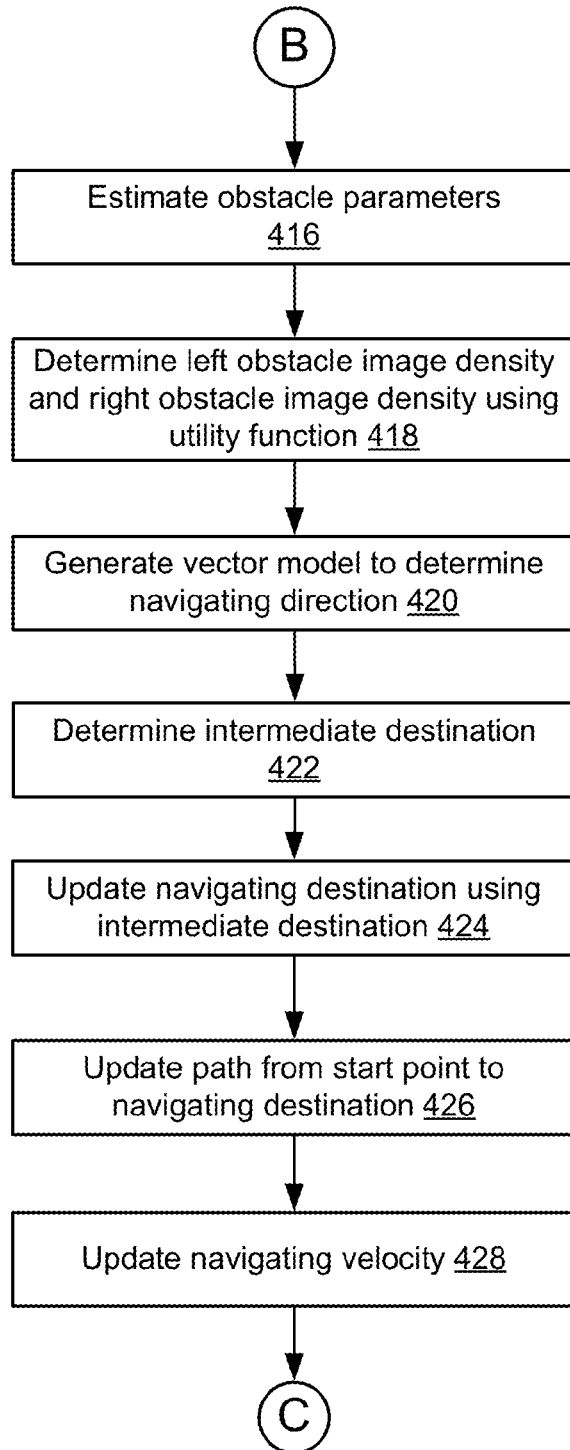 B
Estimate obstacle parameters
416
Determine left obstacle image density
and right obstacle image density using
utility function 418
Generate vector model to determine
navigating direction 420
Determine intermediate destination
422
Update navigating destination using
intermediate destination 424
Update path from start point to
navigating destination 426
Update navigating velocity 428
C